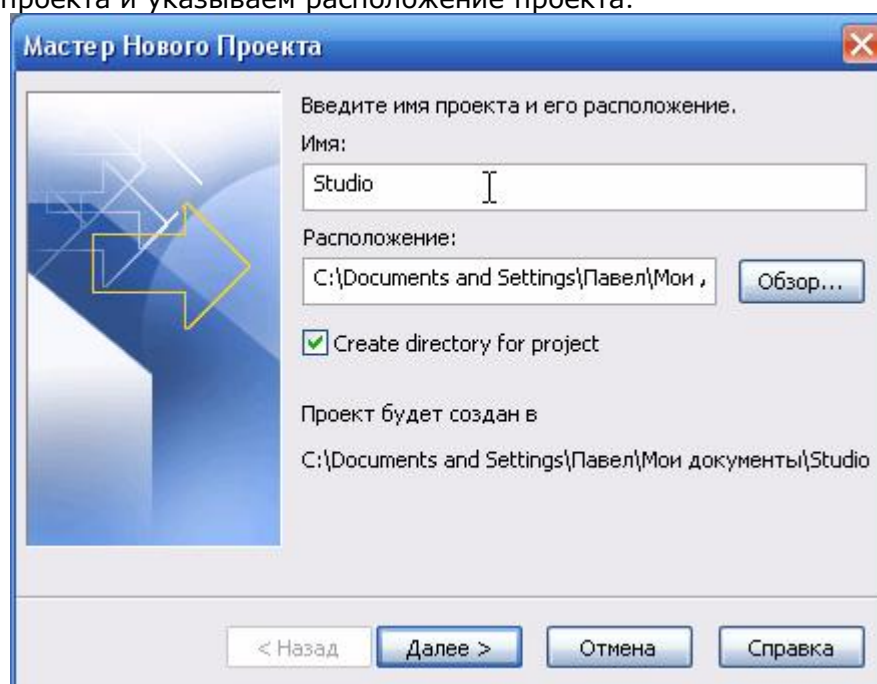 проекта и указываем расположение проекта.
Мастер Нового Проекта
Введите имя проекта и его расположение.
Имя:
Studio
Расположение:
C:\Documents and Settings\Павел\Мои ,
Обзор...
Create directory for project
Проект будет создан в
C:\Documents and Settings\Павел\Мои документы\Studio
< Назад
Далее >
Отмена
Справка